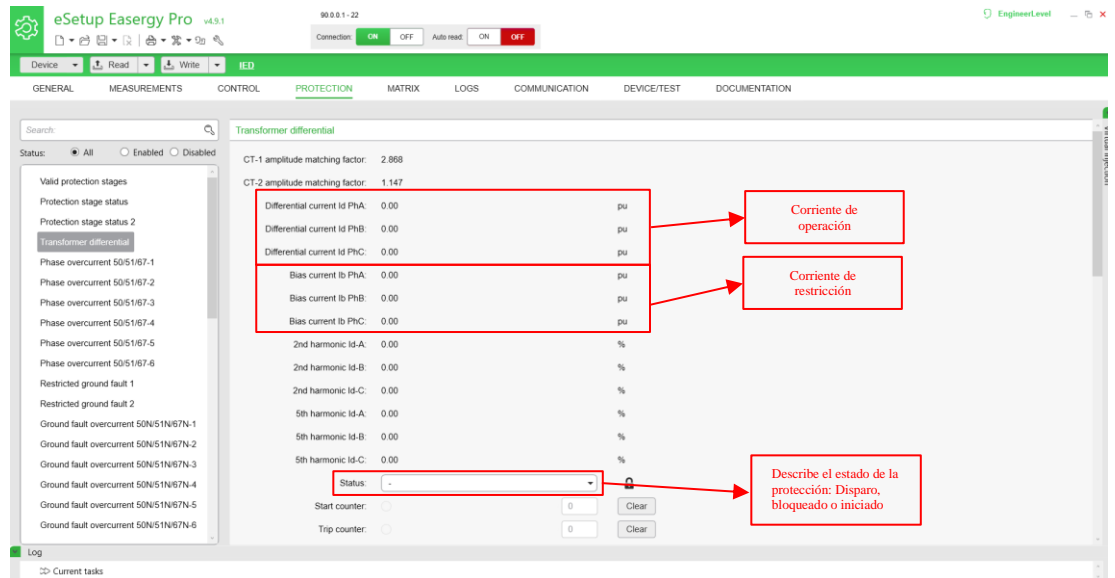 eSetup Easergy Pro v4.9.1
90.0.0.1 - 22
EngineerLevel
Connection: ON OFF Auto read: ON OFF
Device Read Write IED
GENERAL MEASUREMENTS CONTROL PROTECTION MATRIX LOGS COMMUNICATION DEVICE/TEST DOCUMENTATION
Search:
Status: All Enabled Disabled
Valid protection stages
Protection stage status
Protection stage status 2
Transformer differential
Phase overcurrent 50/51/67-1
Phase overcurrent 50/51/67-2
Phase overcurrent 50/51/67-3
Phase overcurrent 50/51/67-4
Phase overcurrent 50/51/67-5
Phase overcurrent 50/51/67-6
Restricted ground fault 1
Restricted ground fault 2
Ground fault overcurrent 50N/51N/67N-1
Ground fault overcurrent 50N/51N/67N-2
Ground fault overcurrent 50N/51N/67N-3
Ground fault overcurrent 50N/51N/67N-4
Ground fault overcurrent 50N/51N/67N-5
Ground fault overcurrent 50N/51N/67N-6
Transformer differential
CT-1 amplitude matching factor: 2.868
CT-2 amplitude matching factor: 1.147
Differential current Id PhA: 0.00 pu
Differential current Id PhB: 0.00 pu
Differential current Id PhC: 0.00 pu
Bias current Ib PhA: 0.00 pu
Bias current Ib PhB: 0.00 pu
Bias current Ib PhC: 0.00 pu
2nd harmonic Id-A: 0.00 %
2nd harmonic Id-B: 0.00 %
2nd harmonic Id-C: 0.00 %
5th harmonic Id-A: 0.00 %
5th harmonic Id-B: 0.00 %
5th harmonic Id-C: 0.00 %
Status: -
Start counter: 0 Clear
Trip counter: 0 Clear
Corriente de
operación
Corriente de
restricción
Describe el estado de la
protección: Disparo,
bloqueado o iniciado
Log
Current tasks